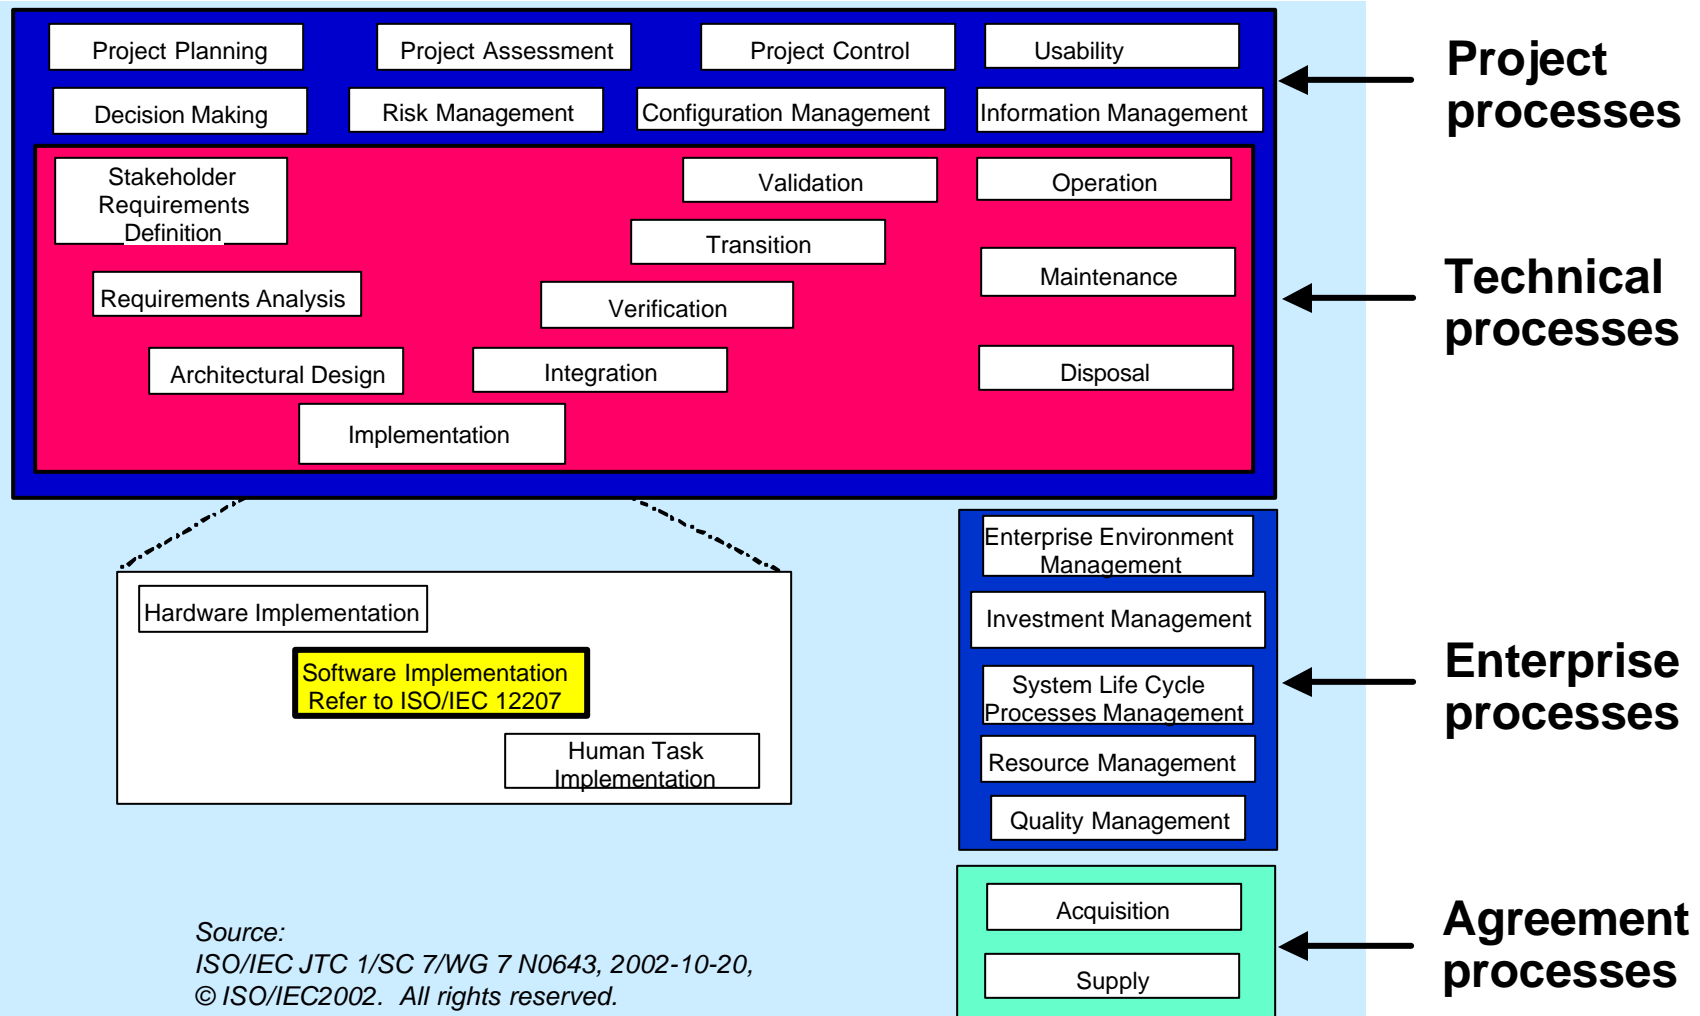 Project Planning
Project Assessment
Project Control
Usability
Decision Making
Risk Management
Configuration Management
Information Management
Project
processes
Stakeholder
Requirements
Definition
Validation
Operation
Transition
Requirements Analysis
Verification
Maintenance
Architectural Design
Integration
Disposal
Implementation
Technical
processes
Hardware Implementation
Software Implementation
Refer to ISO/IEC 12207
Human Task
Implementation
Enterprise Environment
Management
Investment Management
System Life Cycle
Processes Management
Resource Management
Quality Management
Enterprise
processes
Acquisition
Supply
Agreement
processes
Source:
ISO/IEC JTC 1/SC 7/WG 7 N0643, 2002-10-20,
© ISO/IEC2002. All rights reserved.